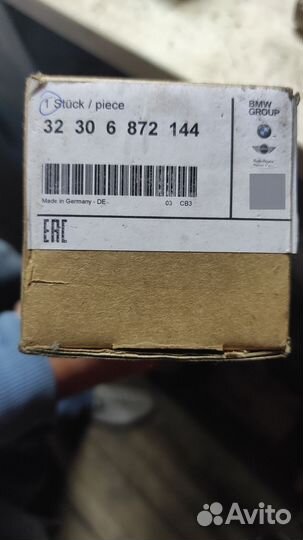 1 Stück / piece
32 30 6 872 144
Made in Germany - DE -
03 CB3
BMW
GROUP
EAC
Avito